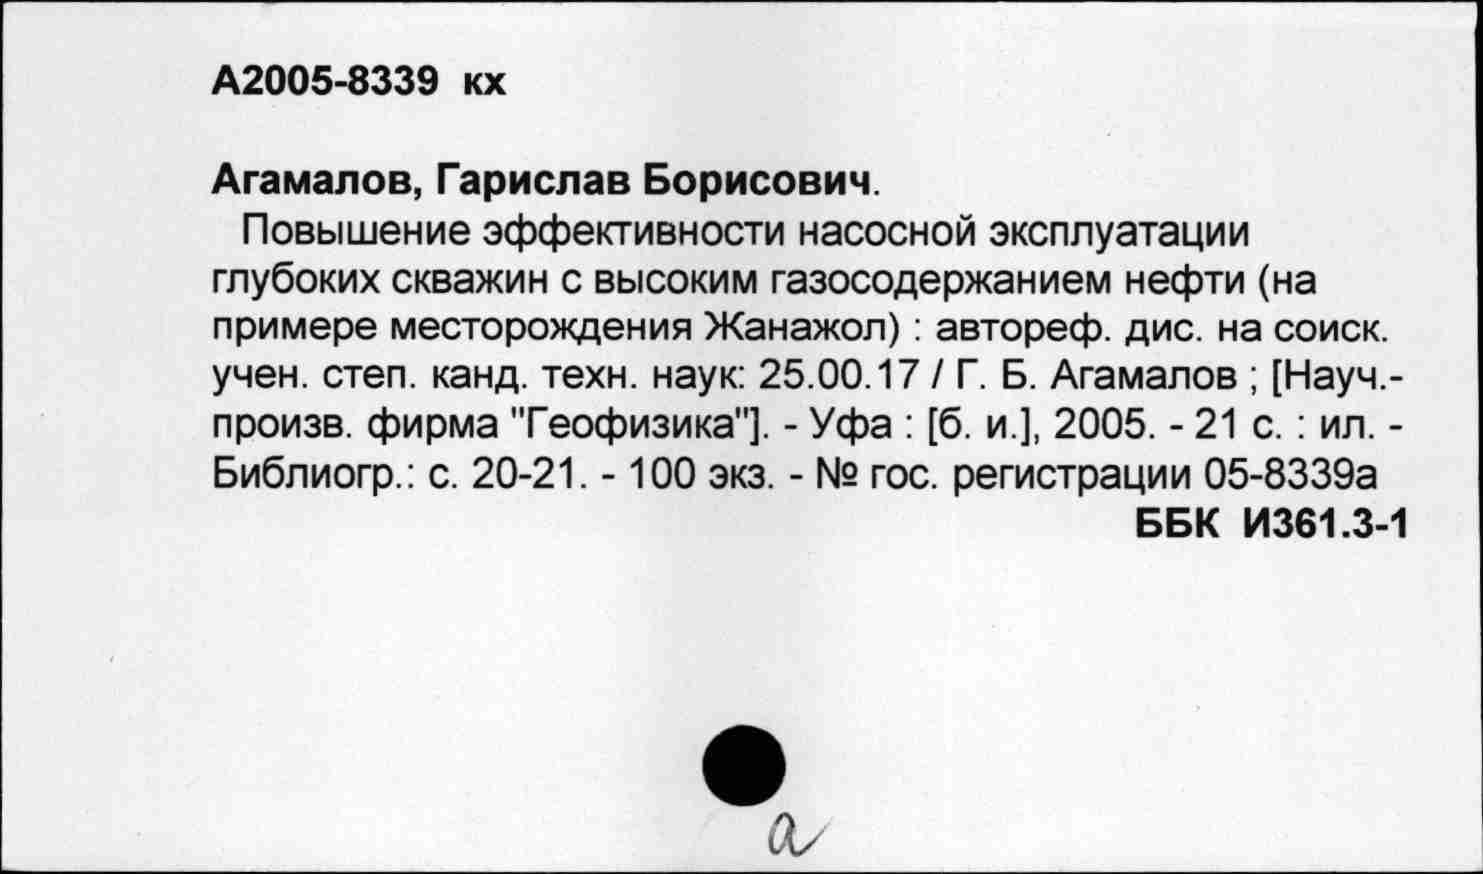 А2005-8339 кх
Агамалов, Гарислав Борисович.
Повышение эффективности насосной эксплуатации
глубоких скважин с высоким газосодержанием нефти (на
примере месторождения Жанажол) : автореф. дис. на соиск.
учен. степ. канд. техн. наук: 25.00.17 / Г. Б. Агамалов ; [Науч.-
произв. фирма "Геофизика"]. - Уфа : [б. и.], 2005. - 21 с. : ил. -
Библиогр.: с. 20-21. - 100 экз. - № гос. регистрации 05-8339а
ББК И361.3-1
а